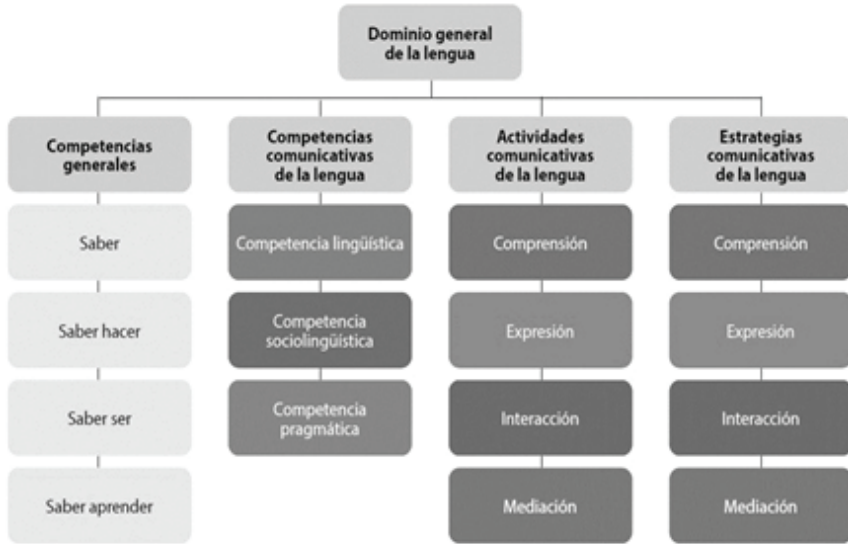 Dominio general
de la lengua
Competencias
generales
Saber
Saber hacer
Saber ser
Saber aprender
Competencias
comunicativas
de la lengua
Competencia lingüística
Competencia
sociolingüística
Competencia
pragmática
Actividades
comunicativas
de la lengua
Comprensión
Expresión
Interacción
Mediación
Estrategias
comunicativas
de la lengua
Comprensión
Expresión
Interacción
Mediación